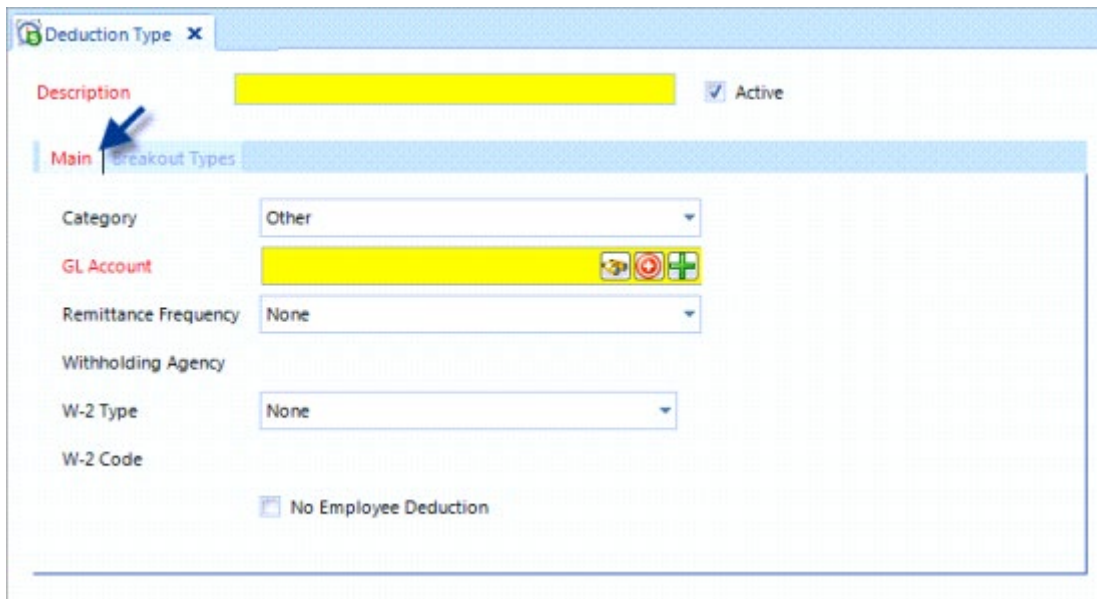 Deduction Type
Description
Active
Main Breakout Types
Category Other
GL Account
Remittance Frequency None
Withholding Agency
W-2 Type None
W-2 Code
No Employee Deduction